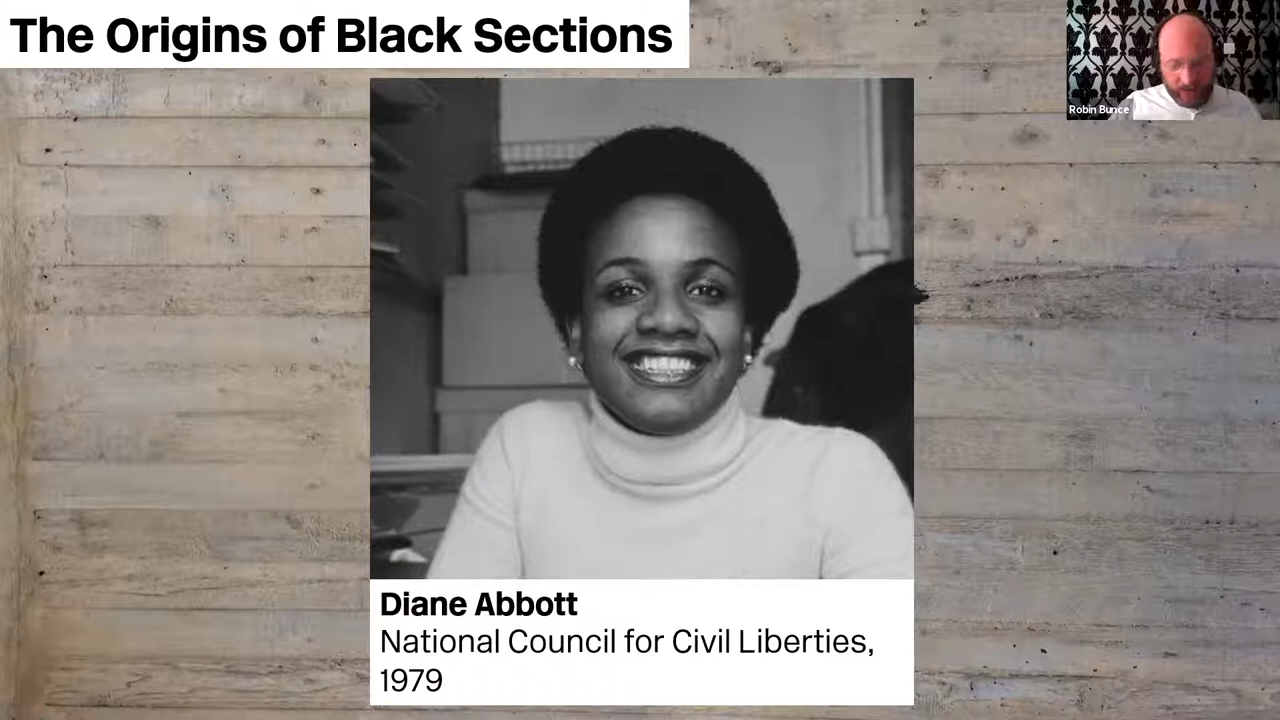 The Origins of Black Sections
Robin Bunce
Diane Abbott
National Council for Civil Liberties,
1979